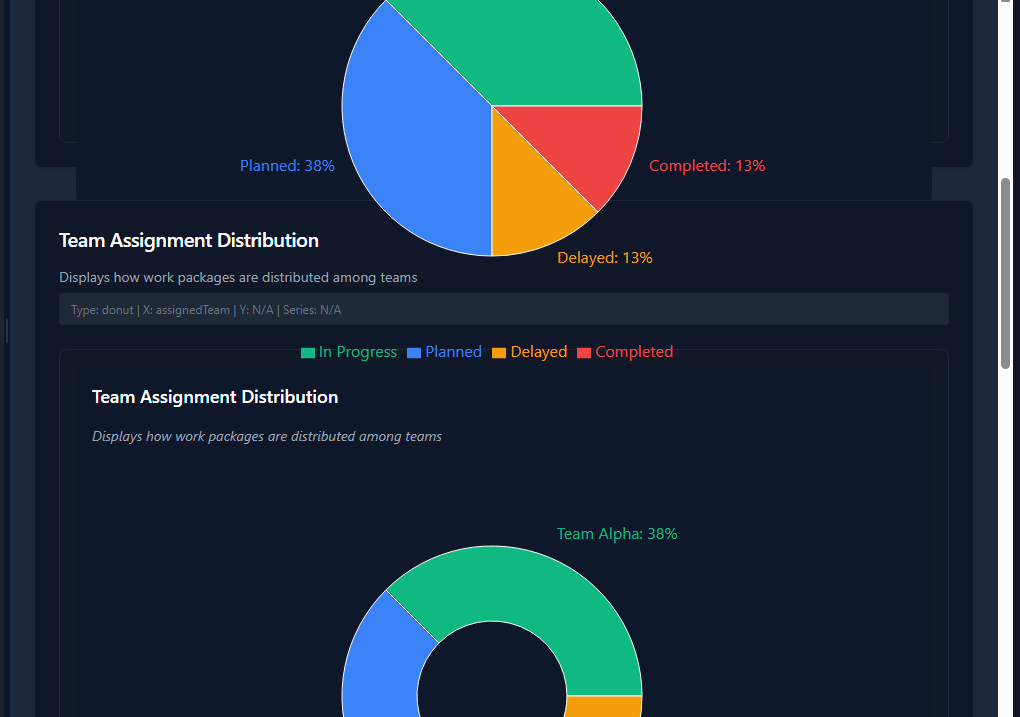 Planned: 38%
Completed: 13%
Delayed: 13%
Team Assignment Distribution
Displays how work packages are distributed among teams
Type: donut | X: assignedTeam | Y: N/A | Series: N/A
In Progress Planned Delayed Completed
Team Assignment Distribution
Displays how work packages are distributed among teams
Team Alpha: 38%